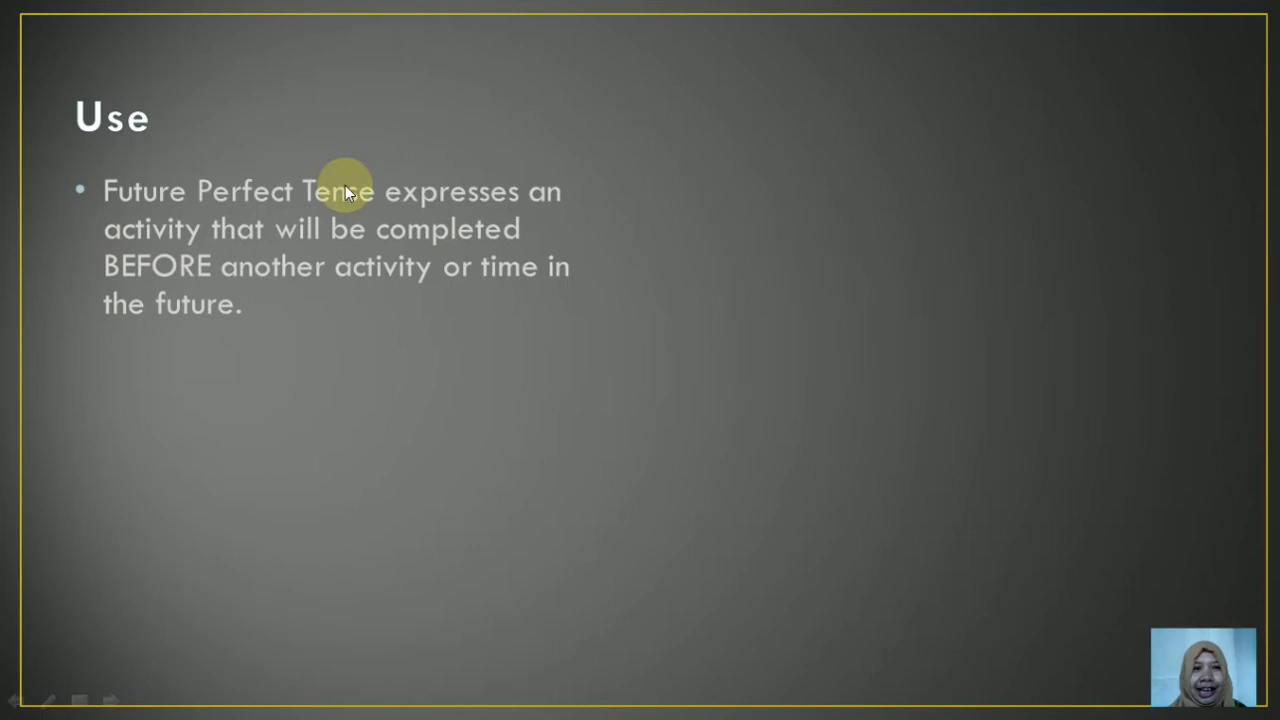 Use
• Future Perfect Tense expresses an
activity that will be completed
BEFORE another activity or time in
the future.